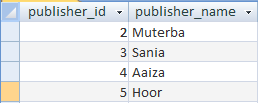 publisher_id publisher_name
2 Muterba
3 Sania
4 Aaiza
5 Hoor